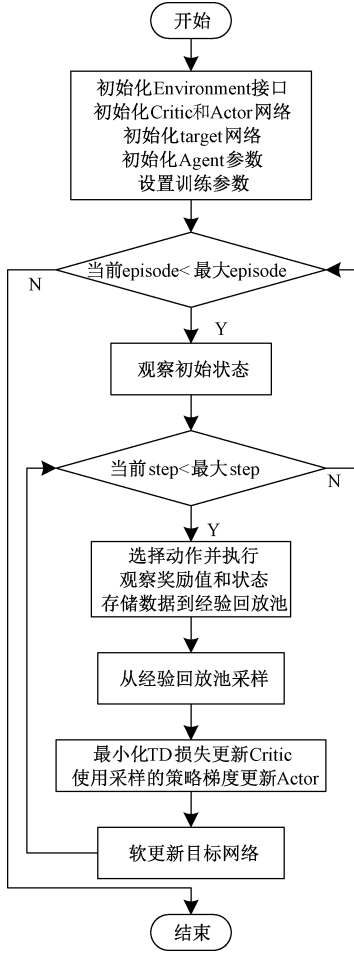 开始
初始化Environment接口
初始化Critic和Actor网络
初始化target网络
初始化Agent参数
设置训练参数
当前episode<最大episode
N
Y
观察初始状态
当前step<最大step
N
Y
选择动作并执行
观察奖励值和状态
存储数据到经验回放池
从经验回放池采样
最小化TD损失更新Critic
使用采样的策略梯度更新Actor
软更新目标网络
结束